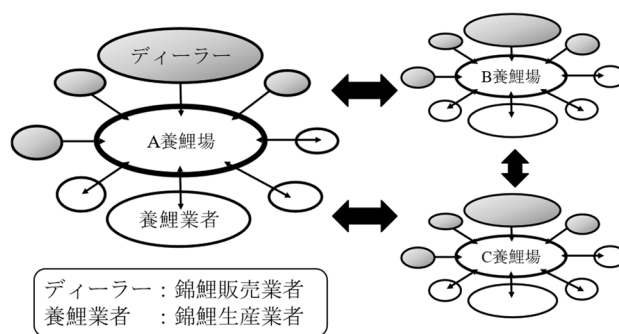 ディーラー
A養鯉場
養鯉業者
B養鯉場
C養鯉場
ディーラー：錦鯉販売業者
養鯉業者　：錦鯉生産業者